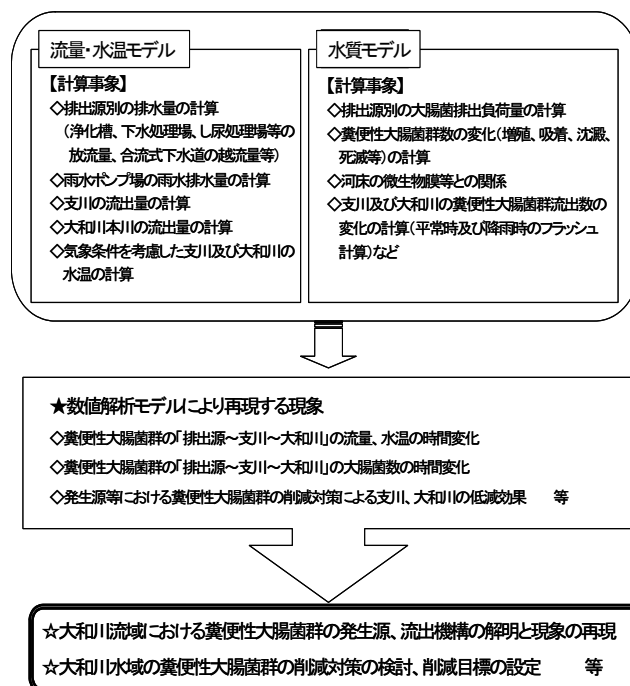 流量・水温モデル
【計算事象】
◇排出源別の排水量の計算
（浄化槽、下水処理場、し尿処理場等の
放流量、合流式下水道の越流量等）
◇雨水ポンプ場の雨水排水量の計算
◇支川の流出量の計算
◇大和川本川の流出量の計算
◇気象条件を考慮した支川及び大和川の
水温の計算
水質モデル
【計算事象】
◇排出源別の大腸菌排出負荷量の計算
◇糞便性大腸菌群数の変化（増殖、吸着、沈澱、
死滅等）の計算
◇河床の微生物膜等との関係
◇支川及び大和川の糞便性大腸菌群流出数の
変化の計算（平常時及び降雨時のフラッシュ
計算）など
★数値解析モデルにより再現する現象
◇糞便性大腸菌群の「排出源～支川～大和川」の流量、水温の時間変化
◇糞便性大腸菌群の「排出源～支川～大和川」の大腸菌数の時間変化
◇発生源等における糞便性大腸菌群の削減対策による支川、大和川の低減効果　等
☆大和川流域における糞便性大腸菌群の発生源、流出機構の解明と現象の再現
☆大和川水域の糞便性大腸菌群の削減対策の検討、削減目標の設定　等